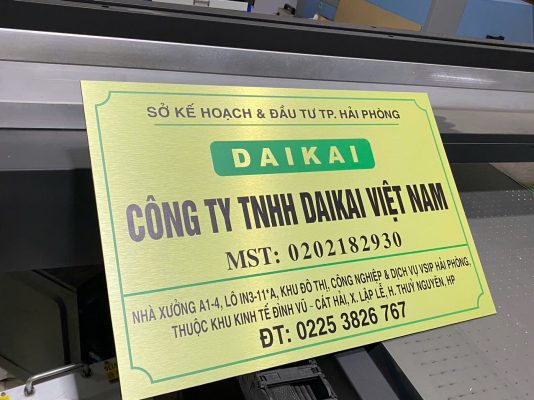 SỞ KẾ HOẠCH & ĐẦU TƯ TP. HẢI PHÒNG
DAIKAI
CÔNG TY TNHH DAIKAI VIỆT NAM
MST: 0202182930
NHÀ XƯỞNG A1-4, LÔ IN3-11*A, KHU ĐÔ THỊ, CÔNG NGHIỆP & DỊCH VỤ VSIP HẢI PHÒNG,
THUỘC KHU KINH TẾ ĐÌNH VŨ - CÁT HẢI, X. LẬP LỄ, H. THUỶ NGUYÊN, HP
ĐT: 0225 3826 767